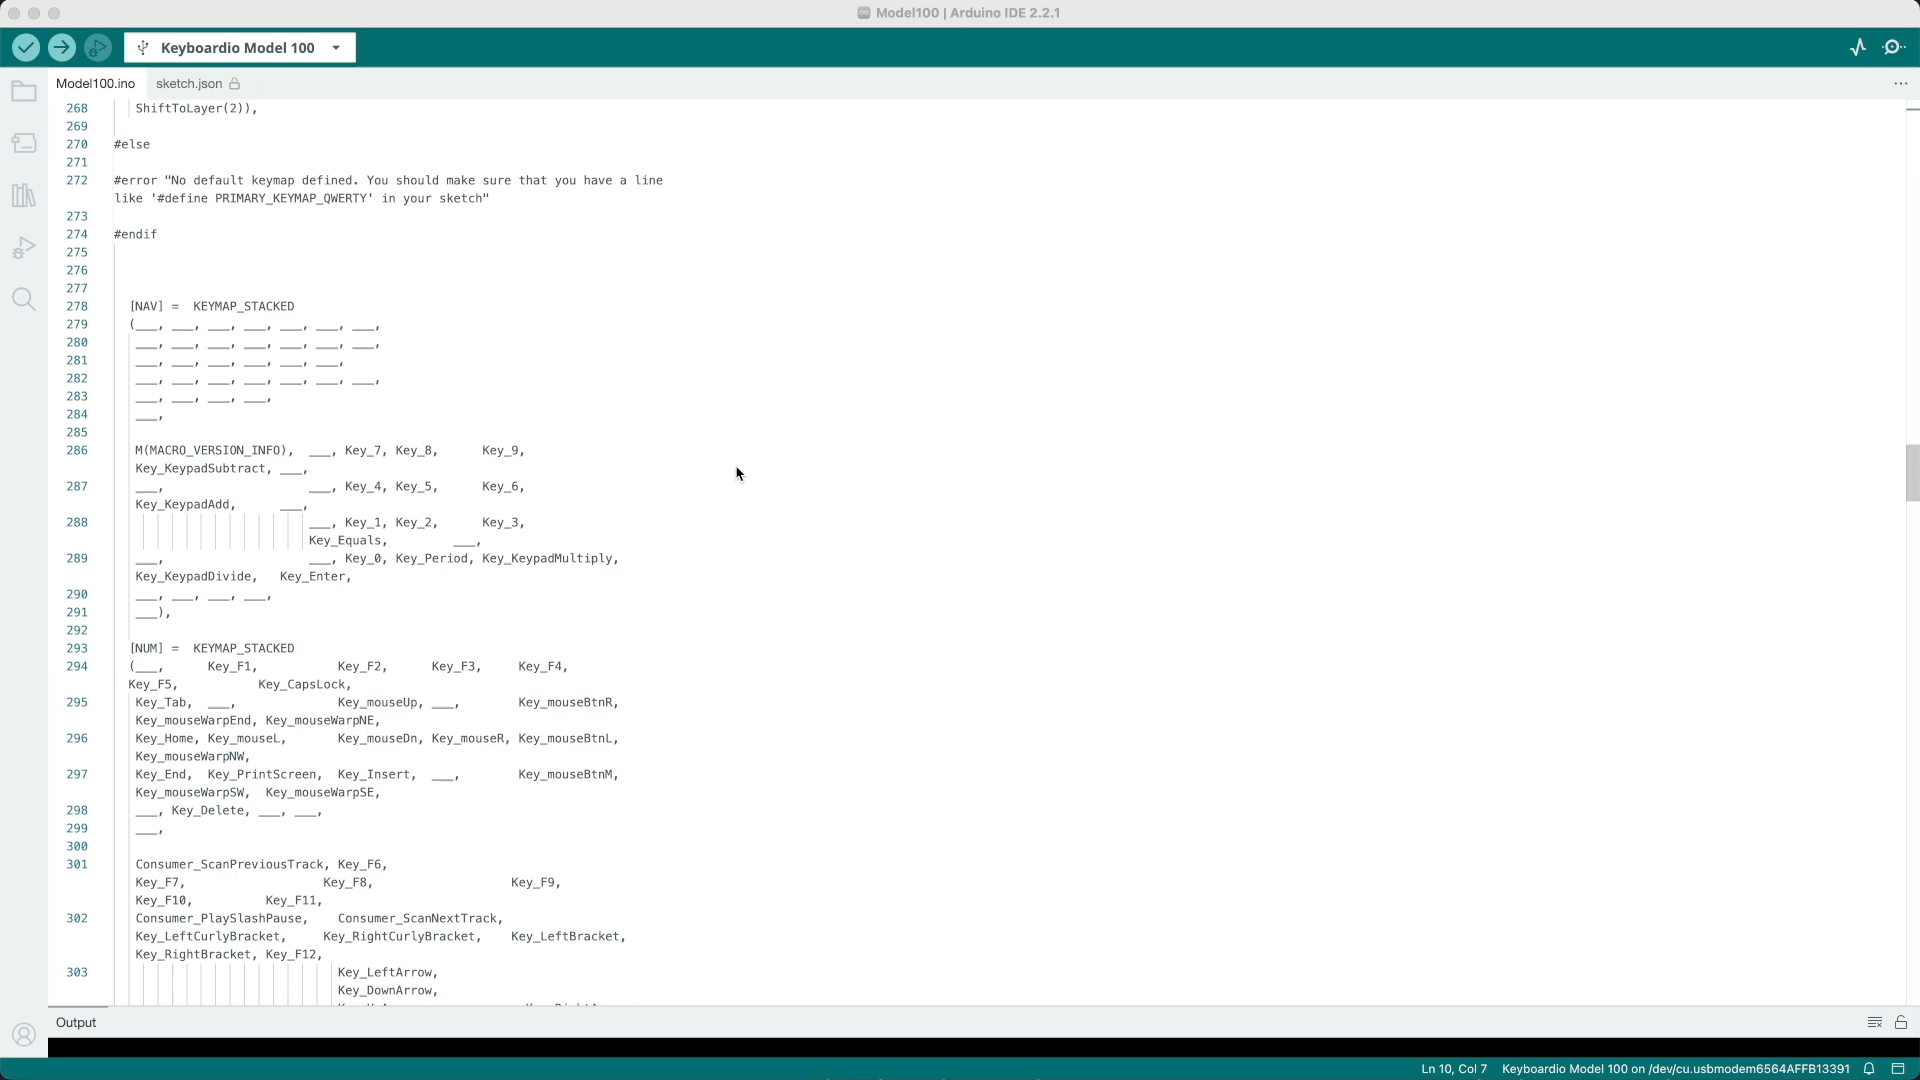 Model100 | Arduino IDE 2.2.1
Keyboardio Model 100
Model100.ino sketch.json
268 ShiftToLayer(2)),
269
270 #else
271
272 #error "No default keymap defined. You should make sure that you have a line
like '#define PRIMARY_KEYMAP_QWERTY' in your sketch"
273
274 #endif
275
276
277
278 [NAV] = KEYMAP_STACKED
279 (___, ___, ___, ___, ___, ___, ___,
280 ___, ___, ___, ___, ___, ___, ___,
281 ___, ___, ___, ___, ___, ___,
282 ___, ___, ___, ___, ___, ___, ___,
283 ___, ___, ___, ___,
284 ___,
285
286 M(MACRO_VERSION_INFO), ___, Key_7, Key_8, Key_9,
Key_KeypadSubtract, ___,
287 ___, ___, Key_4, Key_5, Key_6,
Key_KeypadAdd, ___,
288 ___, Key_1, Key_2, Key_3,
Key_Equals, ___,
289 ___, ___, Key_0, Key_Period, Key_KeypadMultiply,
Key_KeypadDivide, Key_Enter,
290 ___, ___, ___, ___,
291 ___),
292
293 [NUM] = KEYMAP_STACKED
294 (___, Key_F1, Key_F2, Key_F3, Key_F4,
Key_F5, Key_CapsLock,
295 Key_Tab, ___, Key_mouseUp, ___, Key_mouseBtnR,
Key_mouseWarpEnd, Key_mouseWarpNE,
296 Key_Home, Key_mouseL, Key_mouseDn, Key_mouseR, Key_mouseBtnL,
Key_mouseWarpNW,
297 Key_End, Key_PrintScreen, Key_Insert, ___, Key_mouseBtnM,
Key_mouseWarpSW, Key_mouseWarpSE,
298 ___, Key_Delete, ___, ___,
299 ___,
300
301 Consumer_ScanPreviousTrack, Key_F6,
Key_F7, Key_F8, Key_F9,
Key_F10, Key_F11,
302 Consumer_PlaySlashPause, Consumer_ScanNextTrack,
Key_LeftCurlyBracket, Key_RightCurlyBracket, Key_LeftBracket,
Key_RightBracket, Key_F12,
303 Key_LeftArrow,
Key_DownArrow,
Output
Ln 10, Col 7 Keyboardio Model 100 on /dev/cu.usbmodem6564AFFB13391